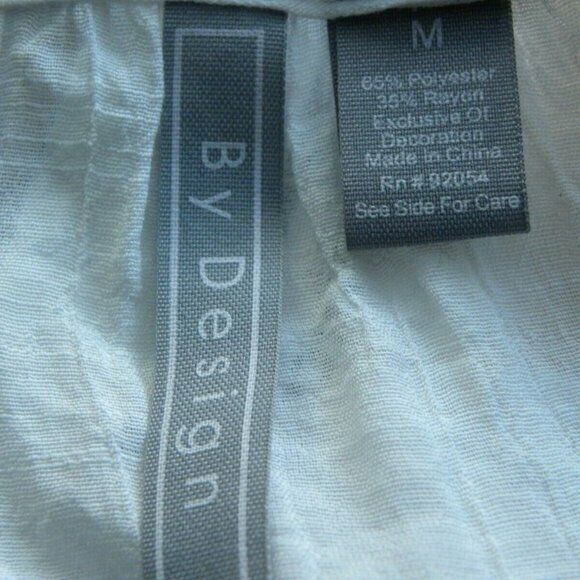 By Design
M
65% Polyester
35% Rayon
Exclusive Of
Decoration
Made In China
Rn# 92054
See Side For Care